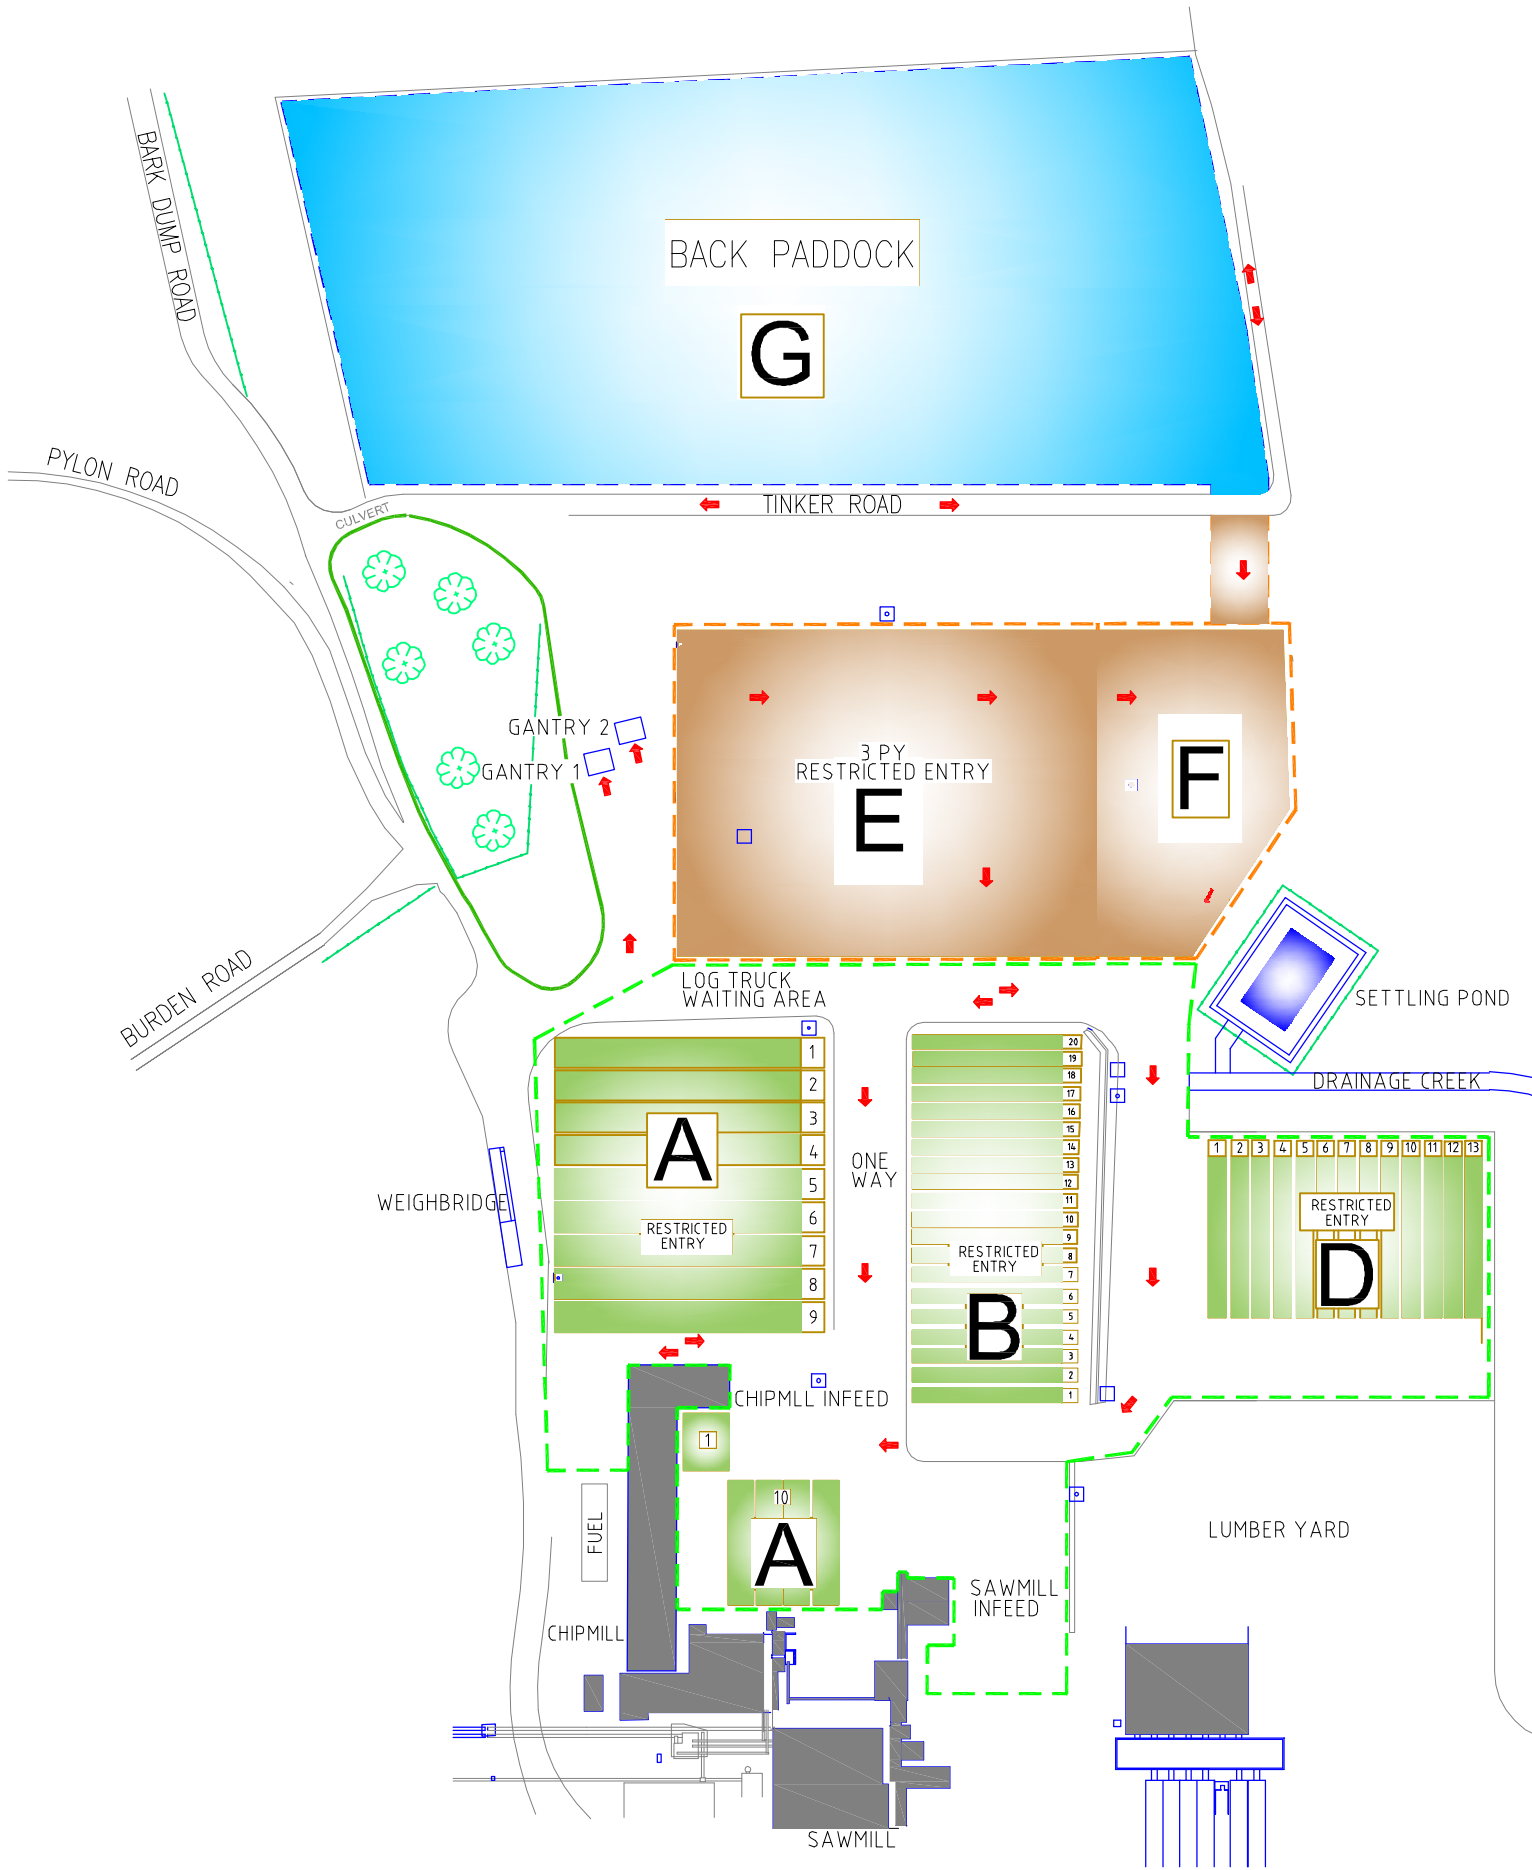 BARK DUMP ROAD
BACK PADDOCK
G
PYLON ROAD
CULVERT
TINKER ROAD
GANTRY 2
GANTRY 1
3 PY
RESTRICTED ENTRY
E
F
BURDEN ROAD
LOG TRUCK
WAITING AREA
SETTLING POND
DRAINAGE CREEK
WEIGHBRIDGE
A
RESTRICTED
ENTRY
1
2
3
4
5
6
7
8
9
ONE
WAY
20
19
18
17
16
15
14
13
12
11
10
9
8
7
6
5
4
3
2
1
RESTRICTED
ENTRY
B
1 2 3 4 5 6 7 8 9 10 11 12 13
RESTRICTED
ENTRY
D
CHIPMLL INFEED
1
10
A
FUEL
CHIPMILL
SAWMILL
INFEED
LUMBER YARD
SAWMILL